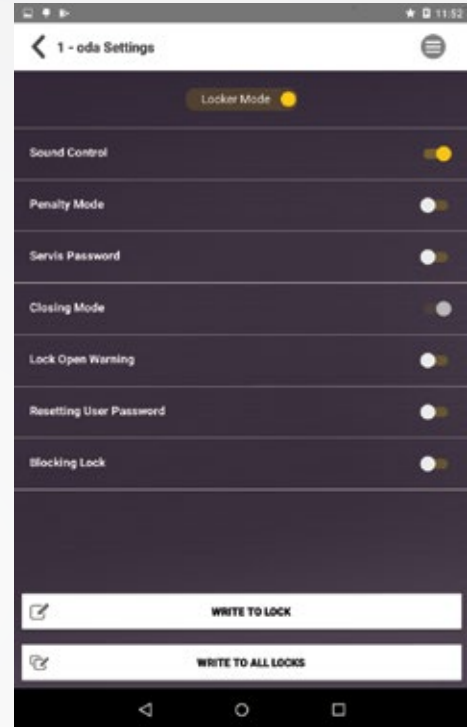 11:52
1 - oda Settings
Locker Mode
Sound Control
Penalty Mode
Servis Password
Closing Mode
Lock Open Warning
Resetting User Password
Blocking Lock
WRITE TO LOCK
WRITE TO ALL LOCKS